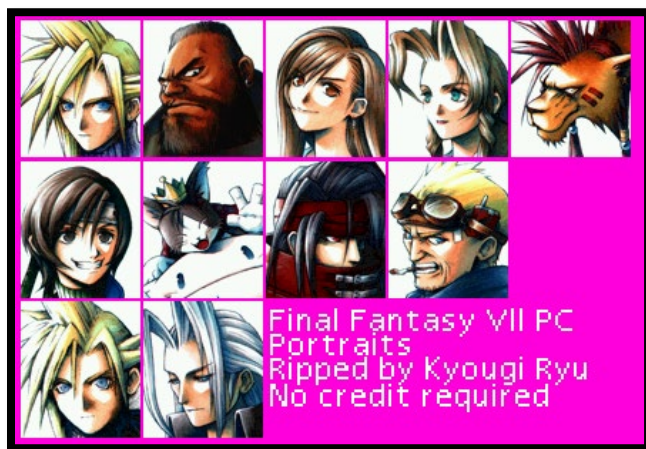 Final Fantasy VII PC
Portraits
Ripped by Kyougi Ryu
No credit required